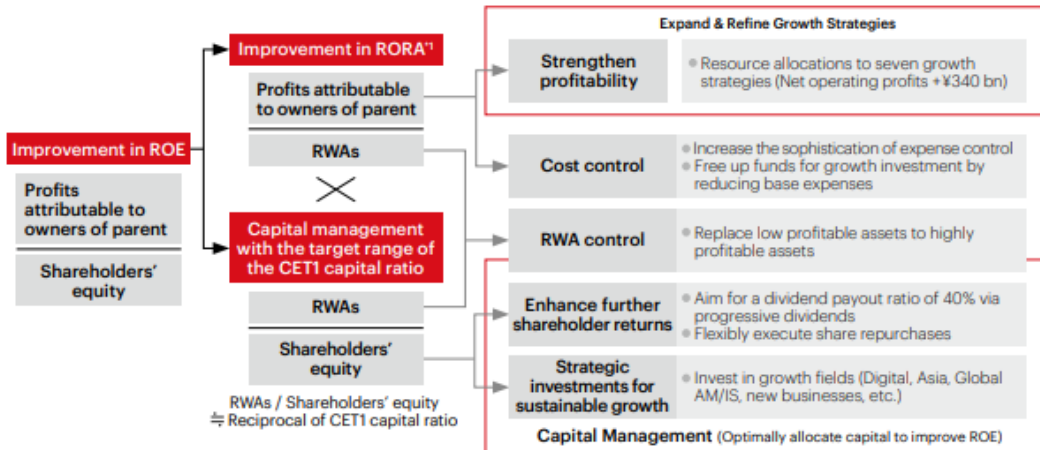 Improvement in ROE
Profits
attributable to
owners of parent
Shareholders'
equity
Improvement in RORA*1
Profits attributable
to owners of parent
RWAs
Capital management
with the target range of
the CET1 capital ratio
RWAs
Shareholders'
equity
RWAs / Shareholders' equity
≒ Reciprocal of CET1 capital ratio
Expand & Refine Growth Strategies
Strengthen
profitability
● Resource allocations to seven growth
strategies (Net operating profits +¥340 bn)
Cost control
● Increase the sophistication of expense control
● Free up funds for growth investment by
reducing base expenses
RWA control
● Replace low profitable assets to highly
profitable assets
Enhance further
shareholder returns
● Aim for a dividend payout ratio of 40% via
progressive dividends
● Flexibly execute share repurchases
Strategic
investments for
sustainable growth
● Invest in growth fields (Digital, Asia, Global
AM/IS, new businesses, etc.)
Capital Management (Optimally allocate capital to improve ROE)